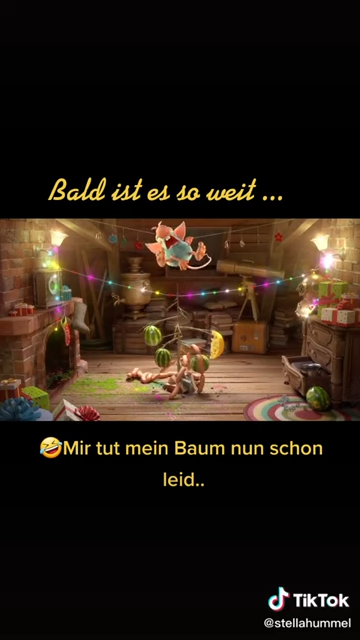 Bald ist es so weit ...
🤣Mir tut mein Baum nun schon
leid..
TikTok
@stellahummel